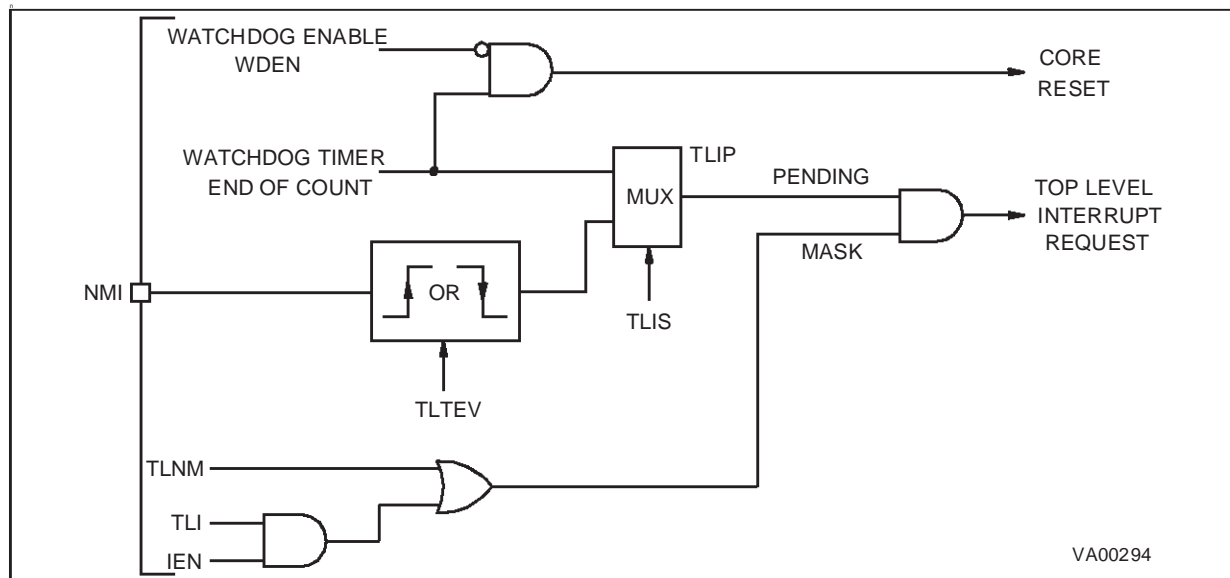 WATCHDOG ENABLE
WDEN
CORE
RESET
WATCHDOG TIMER
END OF COUNT
TLIP
MUX
PENDING
TOP LEVEL
INTERRUPT
REQUEST
MASK
NMI
OR
TLIS
TLTEV
TLNM
TLI
IEN
VA00294